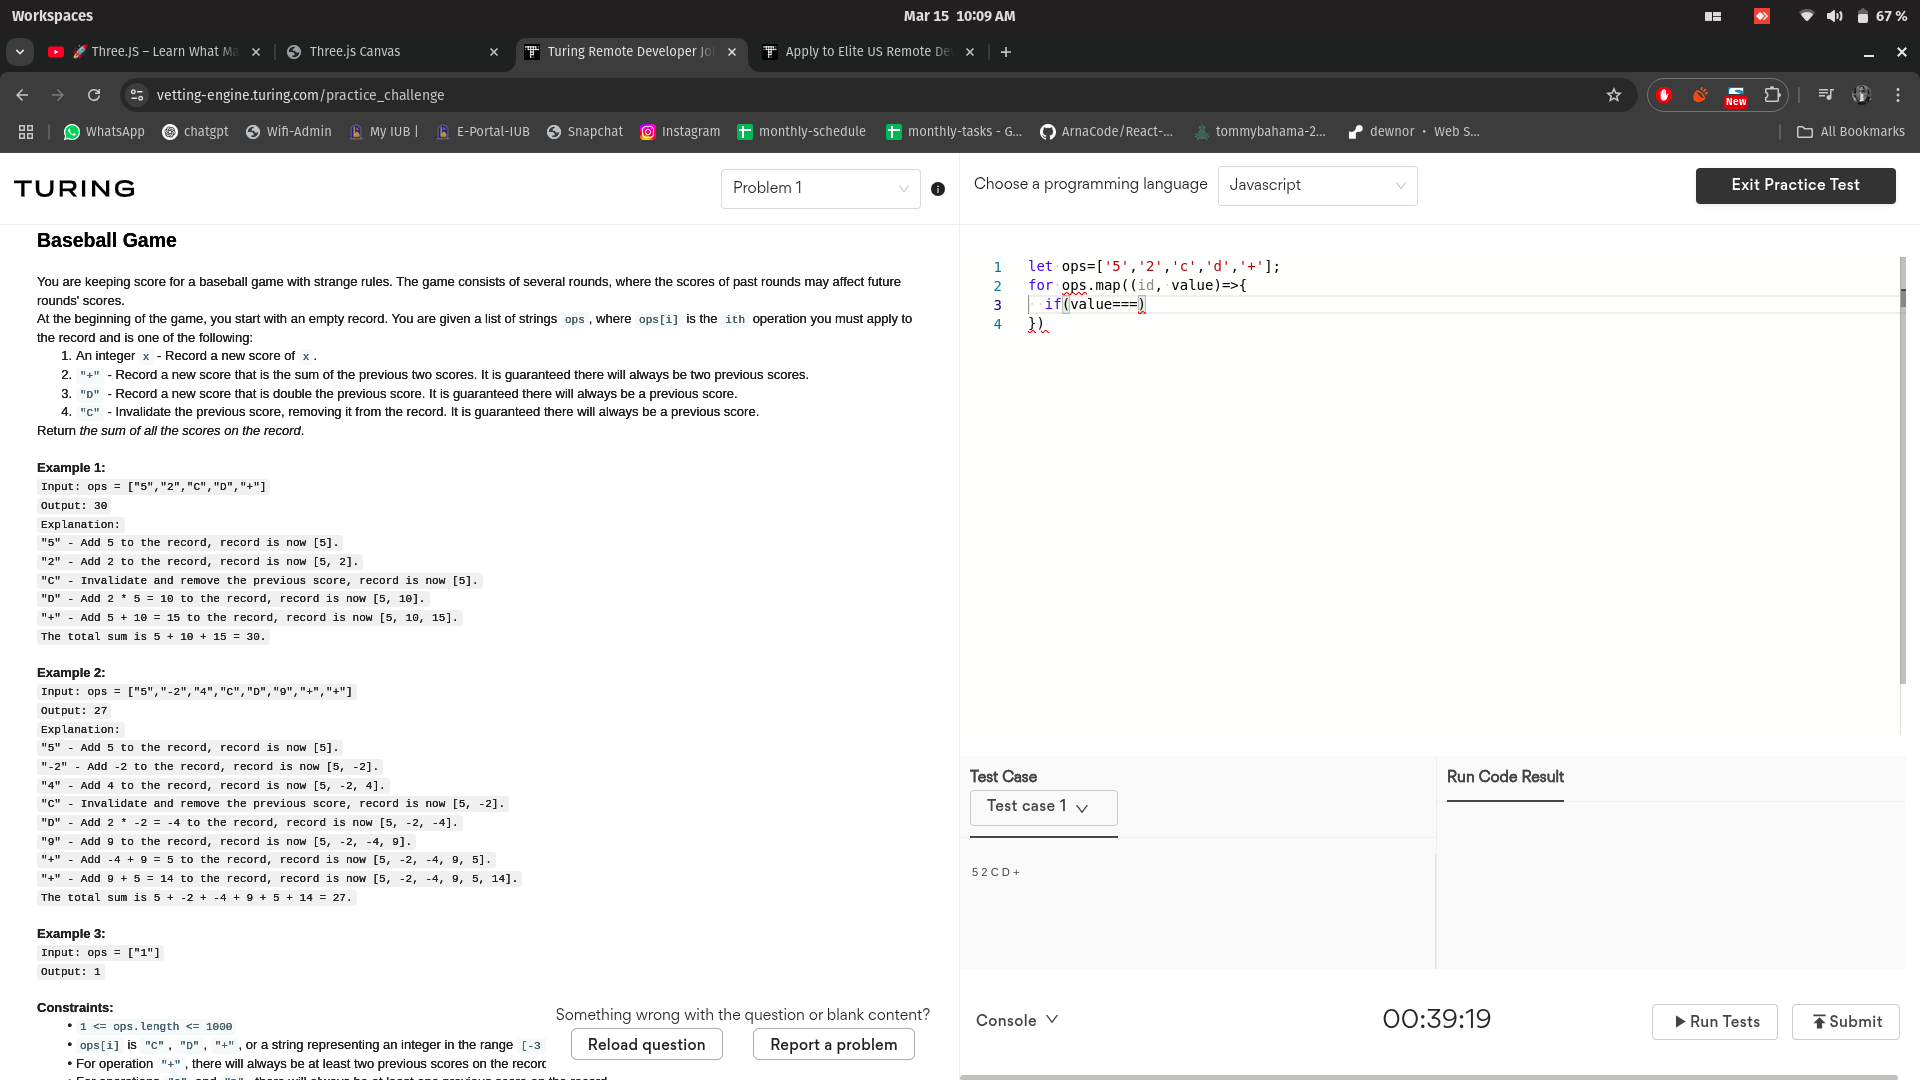 Workspaces
Mar 15 10:09 AM
67 %
Three.JS – Learn What Ma
Three.js Canvas
Turing Remote Developer Jo
Apply to Elite US Remote De
vetting-engine.turing.com/practice_challenge
New
WhatsApp
chatgpt
Wifi-Admin
My IUB |
E-Portal-IUB
Snapchat
Instagram
monthly-schedule
monthly-tasks - G...
ArnaCode/React-...
tommybahama-2...
dewnor • Web S...
All Bookmarks
TURING
Problem 1
Choose a programming language
Javascript
Exit Practice Test
Baseball Game
You are keeping score for a baseball game with strange rules. The game consists of several rounds, where the scores of past rounds may affect future
rounds' scores.
At the beginning of the game, you start with an empty record. You are given a list of strings ops, where ops[i] is the ith operation you must apply to
the record and is one of the following:
1. An integer x - Record a new score of x.
2. "+" - Record a new score that is the sum of the previous two scores. It is guaranteed there will always be two previous scores.
3. "D" - Record a new score that is double the previous score. It is guaranteed there will always be a previous score.
4. "C" - Invalidate the previous score, removing it from the record. It is guaranteed there will always be a previous score.
Return the sum of all the scores on the record.
Example 1:
Input: ops = ["5","2","C","D","+"]
Output: 30
Explanation:
"5" - Add 5 to the record, record is now [5].
"2" - Add 2 to the record, record is now [5, 2].
"C" - Invalidate and remove the previous score, record is now [5].
"D" - Add 2 * 5 = 10 to the record, record is now [5, 10].
"+" - Add 5 + 10 = 15 to the record, record is now [5, 10, 15].
The total sum is 5 + 10 + 15 = 30.
Example 2:
Input: ops = ["5","-2","4","C","D","9","+","+"]
Output: 27
Explanation:
"5" - Add 5 to the record, record is now [5].
"-2" - Add -2 to the record, record is now [5, -2].
"4" - Add 4 to the record, record is now [5, -2, 4].
"C" - Invalidate and remove the previous score, record is now [5, -2].
"D" - Add 2 * -2 = -4 to the record, record is now [5, -2, -4].
"9" - Add 9 to the record, record is now [5, -2, -4, 9].
"+" - Add -4 + 9 = 5 to the record, record is now [5, -2, -4, 9, 5].
"+" - Add 9 + 5 = 14 to the record, record is now [5, -2, -4, 9, 5, 14].
The total sum is 5 + -2 + -4 + 9 + 5 + 14 = 27.
Example 3:
Input: ops = ["1"]
Output: 1
Constraints:
• 1 <= ops.length <= 1000
• ops[i] is "C", "D", "+", or a string representing an integer in the range [-3
• For operation "+", there will always be at least two previous scores on the record
Something wrong with the question or blank content?
Reload question
Report a problem
1 let ops=['5','2','c','d','+'];
2 for ops.map((id, value)=>{
3 if(value===)
4 })
Test Case
Test case 1
5 2 C D +
Run Code Result
Console
00:39:19
Run Tests
Submit